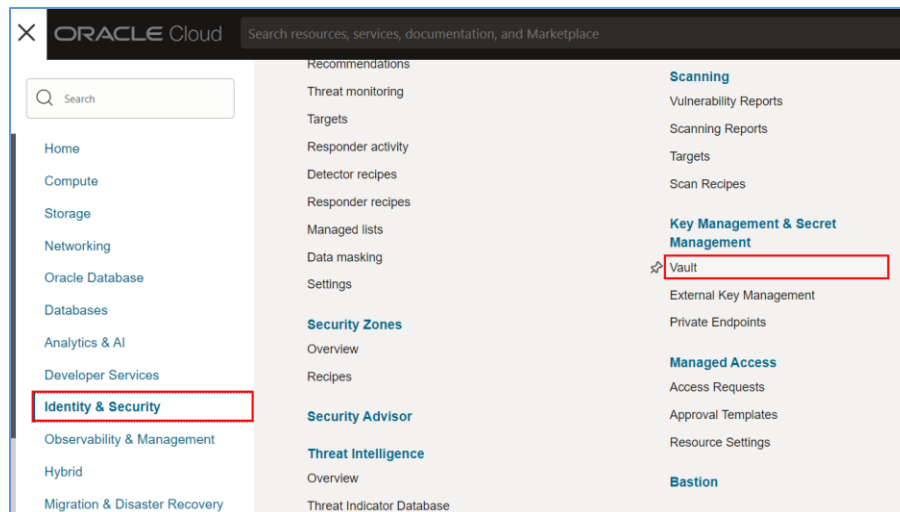 ORACLE Cloud
Search resources, services, documentation, and Marketplace
Search
Home
Compute
Storage
Networking
Oracle Database
Databases
Analytics & AI
Developer Services
Identity & Security
Observability & Management
Hybrid
Migration & Disaster Recovery
Recommendations
Threat monitoring
Targets
Responder activity
Detector recipes
Responder recipes
Managed lists
Data masking
Settings
Security Zones
Overview
Recipes
Security Advisor
Threat Intelligence
Overview
Threat Indicator Database
Scanning
Vulnerability Reports
Scanning Reports
Targets
Scan Recipes
Key Management & Secret
Management
Vault
External Key Management
Private Endpoints
Managed Access
Access Requests
Approval Templates
Resource Settings
Bastion